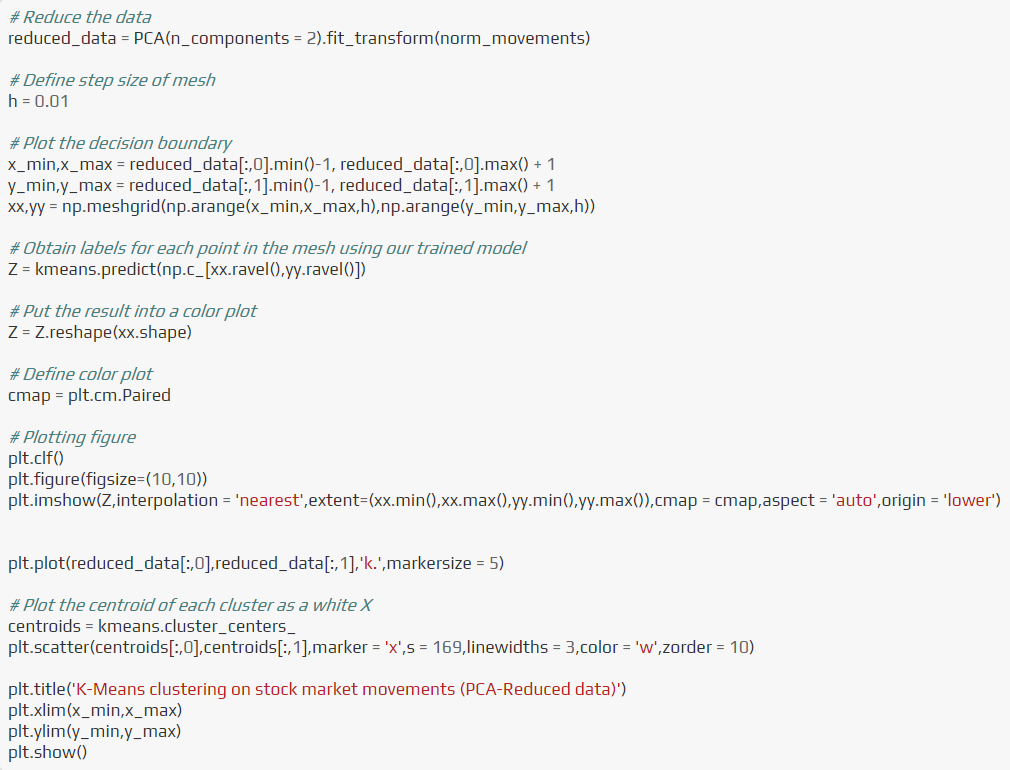 # Reduce the data
reduced_data = PCA(n_components = 2).fit_transform(norm_movements)
# Define step size of mesh
h = 0.01
# Plot the decision boundary
x_min,x_max = reduced_data[:,0].min()-1, reduced_data[:,0].max() + 1
y_min,y_max = reduced_data[:,1].min()-1, reduced_data[:,1].max() + 1
xx,yy = np.meshgrid(np.arange(x_min,x_max,h),np.arange(y_min,y_max,h))
# Obtain labels for each point in the mesh using our trained model
Z = kmeans.predict(np.c_[xx.ravel(),yy.ravel()])
# Put the result into a color plot
Z = Z.reshape(xx.shape)
# Define color plot
cmap = plt.cm.Paired
# Plotting figure
plt.clf()
plt.figure(figsize=(10,10))
plt.imshow(Z,interpolation = 'nearest',extent=(xx.min(),xx.max(),yy.min(),yy.max()),cmap = cmap,aspect = 'auto',origin = 'lower')
plt.plot(reduced_data[:,0],reduced_data[:,1],'k.',markersize = 5)
# Plot the centroid of each cluster as a white X
centroids = kmeans.cluster_centers_
plt.scatter(centroids[:,0],centroids[:,1],marker = 'x',s = 169,linewidths = 3,color = 'w',zorder = 10)
plt.title('K-Means clustering on stock market movements (PCA-Reduced data)')
plt.xlim(x_min,x_max)
plt.ylim(y_min,y_max)
plt.show()